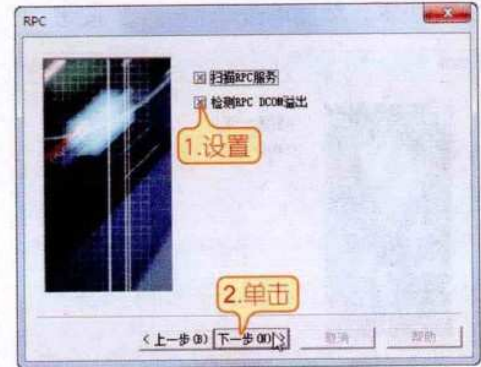 RPC
扫描RPC服务
检测RPC DCOM溢出
1.设置
2.单击
<上一步(B) 下一步(N)> 取消 帮助